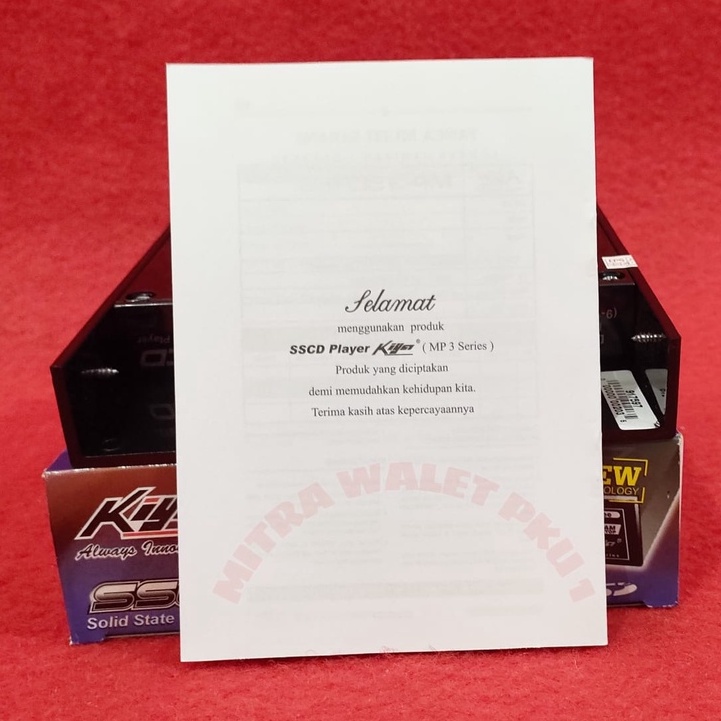 Selamat
menggunakan produk
SSCD Player Kiyo® ( MP 3 Series )
Produk yang diciptakan
demi memudahkan kehidupan kita.
Terima kasih atas kepercayaannya
MITRA WALET PKU 1
Always
Solid State